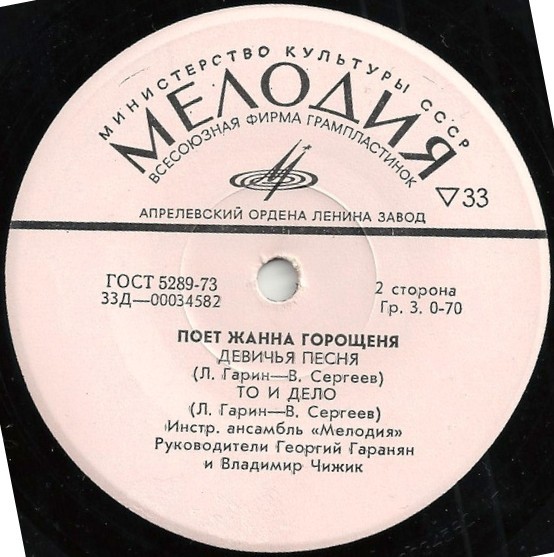 МИНИСТЕРСТВО КУЛЬТУРЫ СССР
МЕЛОДИЯ
ВСЕСОЮЗНАЯ ФИРМА ГРАМПЛАСТИНОК
▽33
АПРЕЛЕВСКИЙ ОРДЕНА ЛЕНИНА ЗАВОД
ГОСТ 5289-73
33Д—00034582
2 сторона
Гр. 3. 0-70
ПОЕТ ЖАННА ГОРОЩЕНЯ
ДЕВИЧЬЯ ПЕСНЯ
(Л. Гарин—В. Сергеев)
ТО И ДЕЛО
(Л. Гарин—В. Сергеев)
Инстр. ансамбль «Мелодия»
Руководители Георгий Гаранян
и Владимир Чижик